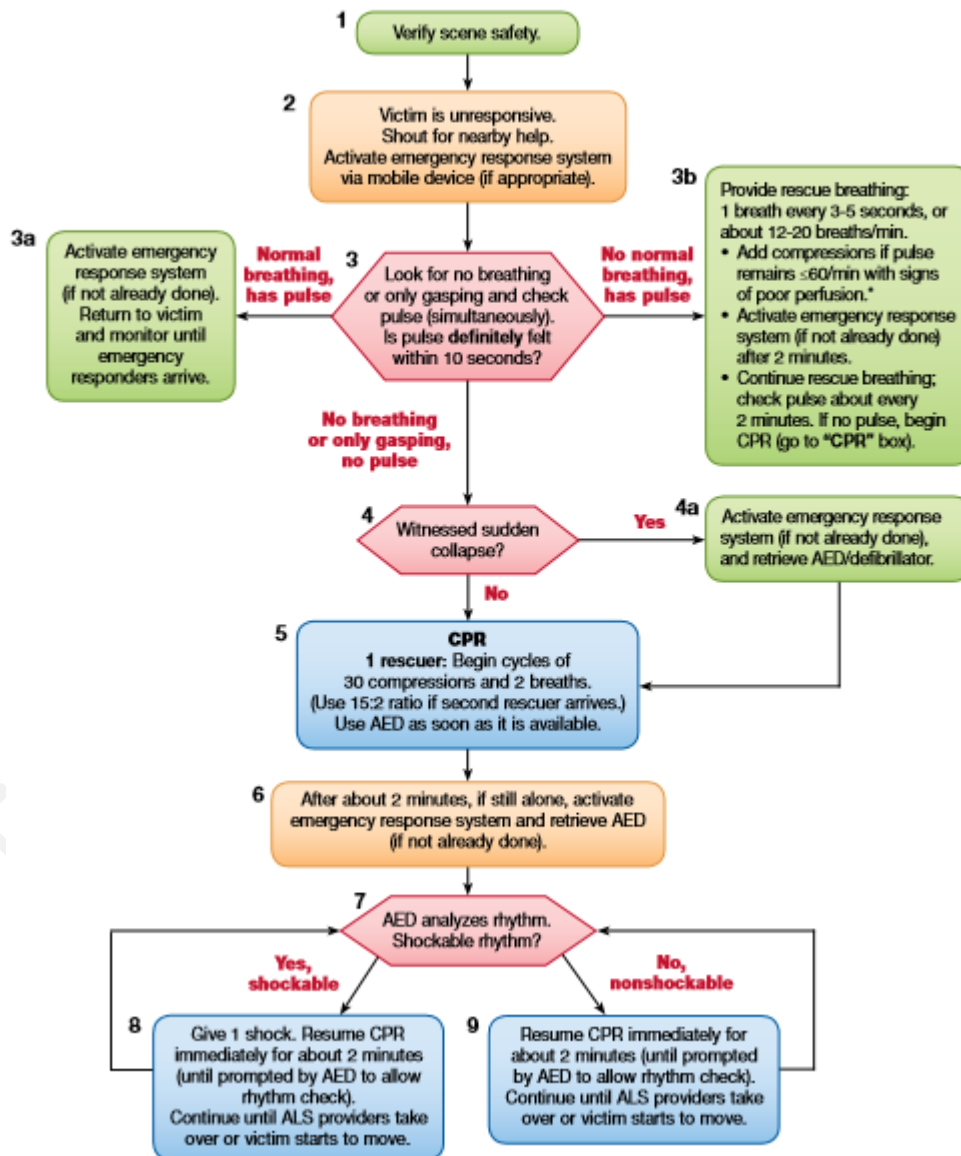 1
Verify scene safety.
2
Victim is unresponsive.
Shout for nearby help.
Activate emergency response system
via mobile device (if appropriate).
3a
Activate emergency
response system
(if not already done).
Return to victim
and monitor until
emergency
responders arrive.
Normal
breathing,
has pulse
3
Look for no breathing
or only gasping and check
pulse (simultaneously).
Is pulse definitely felt
within 10 seconds?
No normal
breathing,
has pulse
3b
Provide rescue breathing:
1 breath every 3-5 seconds, or
about 12-20 breaths/min.
• Add compressions if pulse
remains ≤60/min with signs
of poor perfusion.*
• Activate emergency response
system (if not already done)
after 2 minutes.
• Continue rescue breathing;
check pulse about every
2 minutes. If no pulse, begin
CPR (go to "CPR" box).
No breathing
or only gasping,
no pulse
4
Witnessed sudden
collapse?
Yes
4a
Activate emergency response
system (if not already done),
and retrieve AED/defibrillator.
No
5
CPR
1 rescuer: Begin cycles of
30 compressions and 2 breaths.
(Use 15:2 ratio if second rescuer arrives.)
Use AED as soon as it is available.
6
After about 2 minutes, if still alone, activate
emergency response system and retrieve AED
(if not already done).
7
AED analyzes rhythm.
Shockable rhythm?
Yes,
shockable
No,
nonshockable
8
Give 1 shock. Resume CPR
immediately for about 2 minutes
(until prompted by AED to allow
rhythm check).
Continue until ALS providers take
over or victim starts to move.
9
Resume CPR immediately for
about 2 minutes (until prompted
by AED to allow rhythm check).
Continue until ALS providers take
over or victim starts to move.